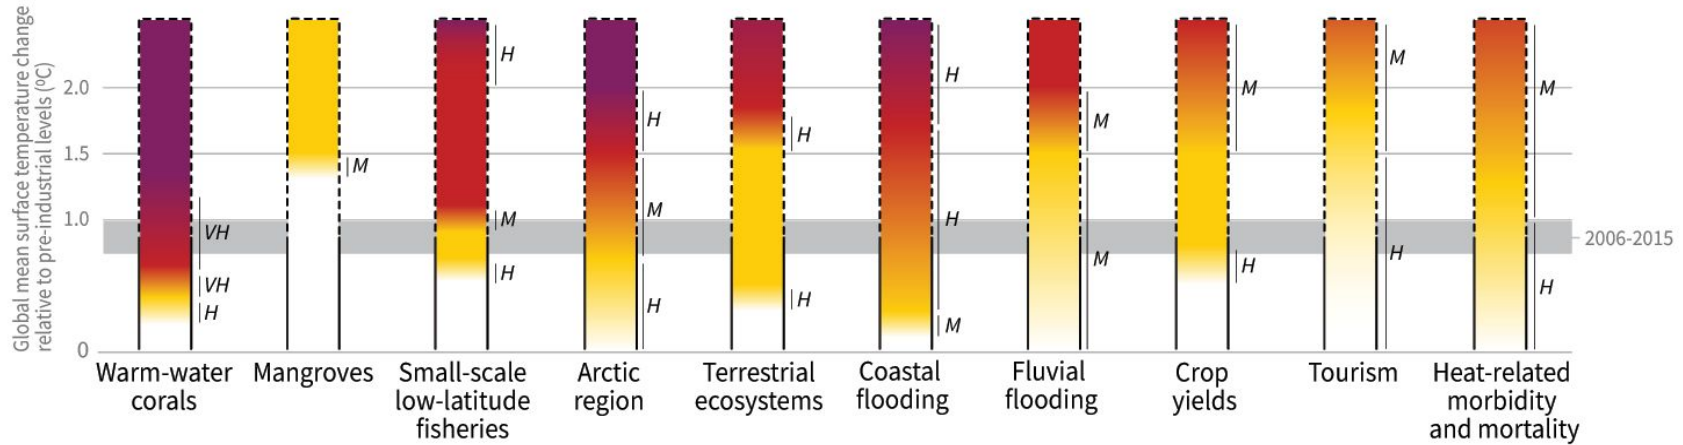 Global mean surface temperature change
relative to pre-industrial levels (ºC)
2.0
1.5
1.0
0
VH
VH
H
M
H
M
H
H
M
H
H
H
H
H
M
M
M
M
H
M
H
M
H
2006-2015
Warm-water
corals
Mangroves
Small-scale
low-latitude
fisheries
Arctic
region
Terrestrial
ecosystems
Coastal
flooding
Fluvial
flooding
Crop
yields
Tourism
Heat-related
morbidity
and mortality